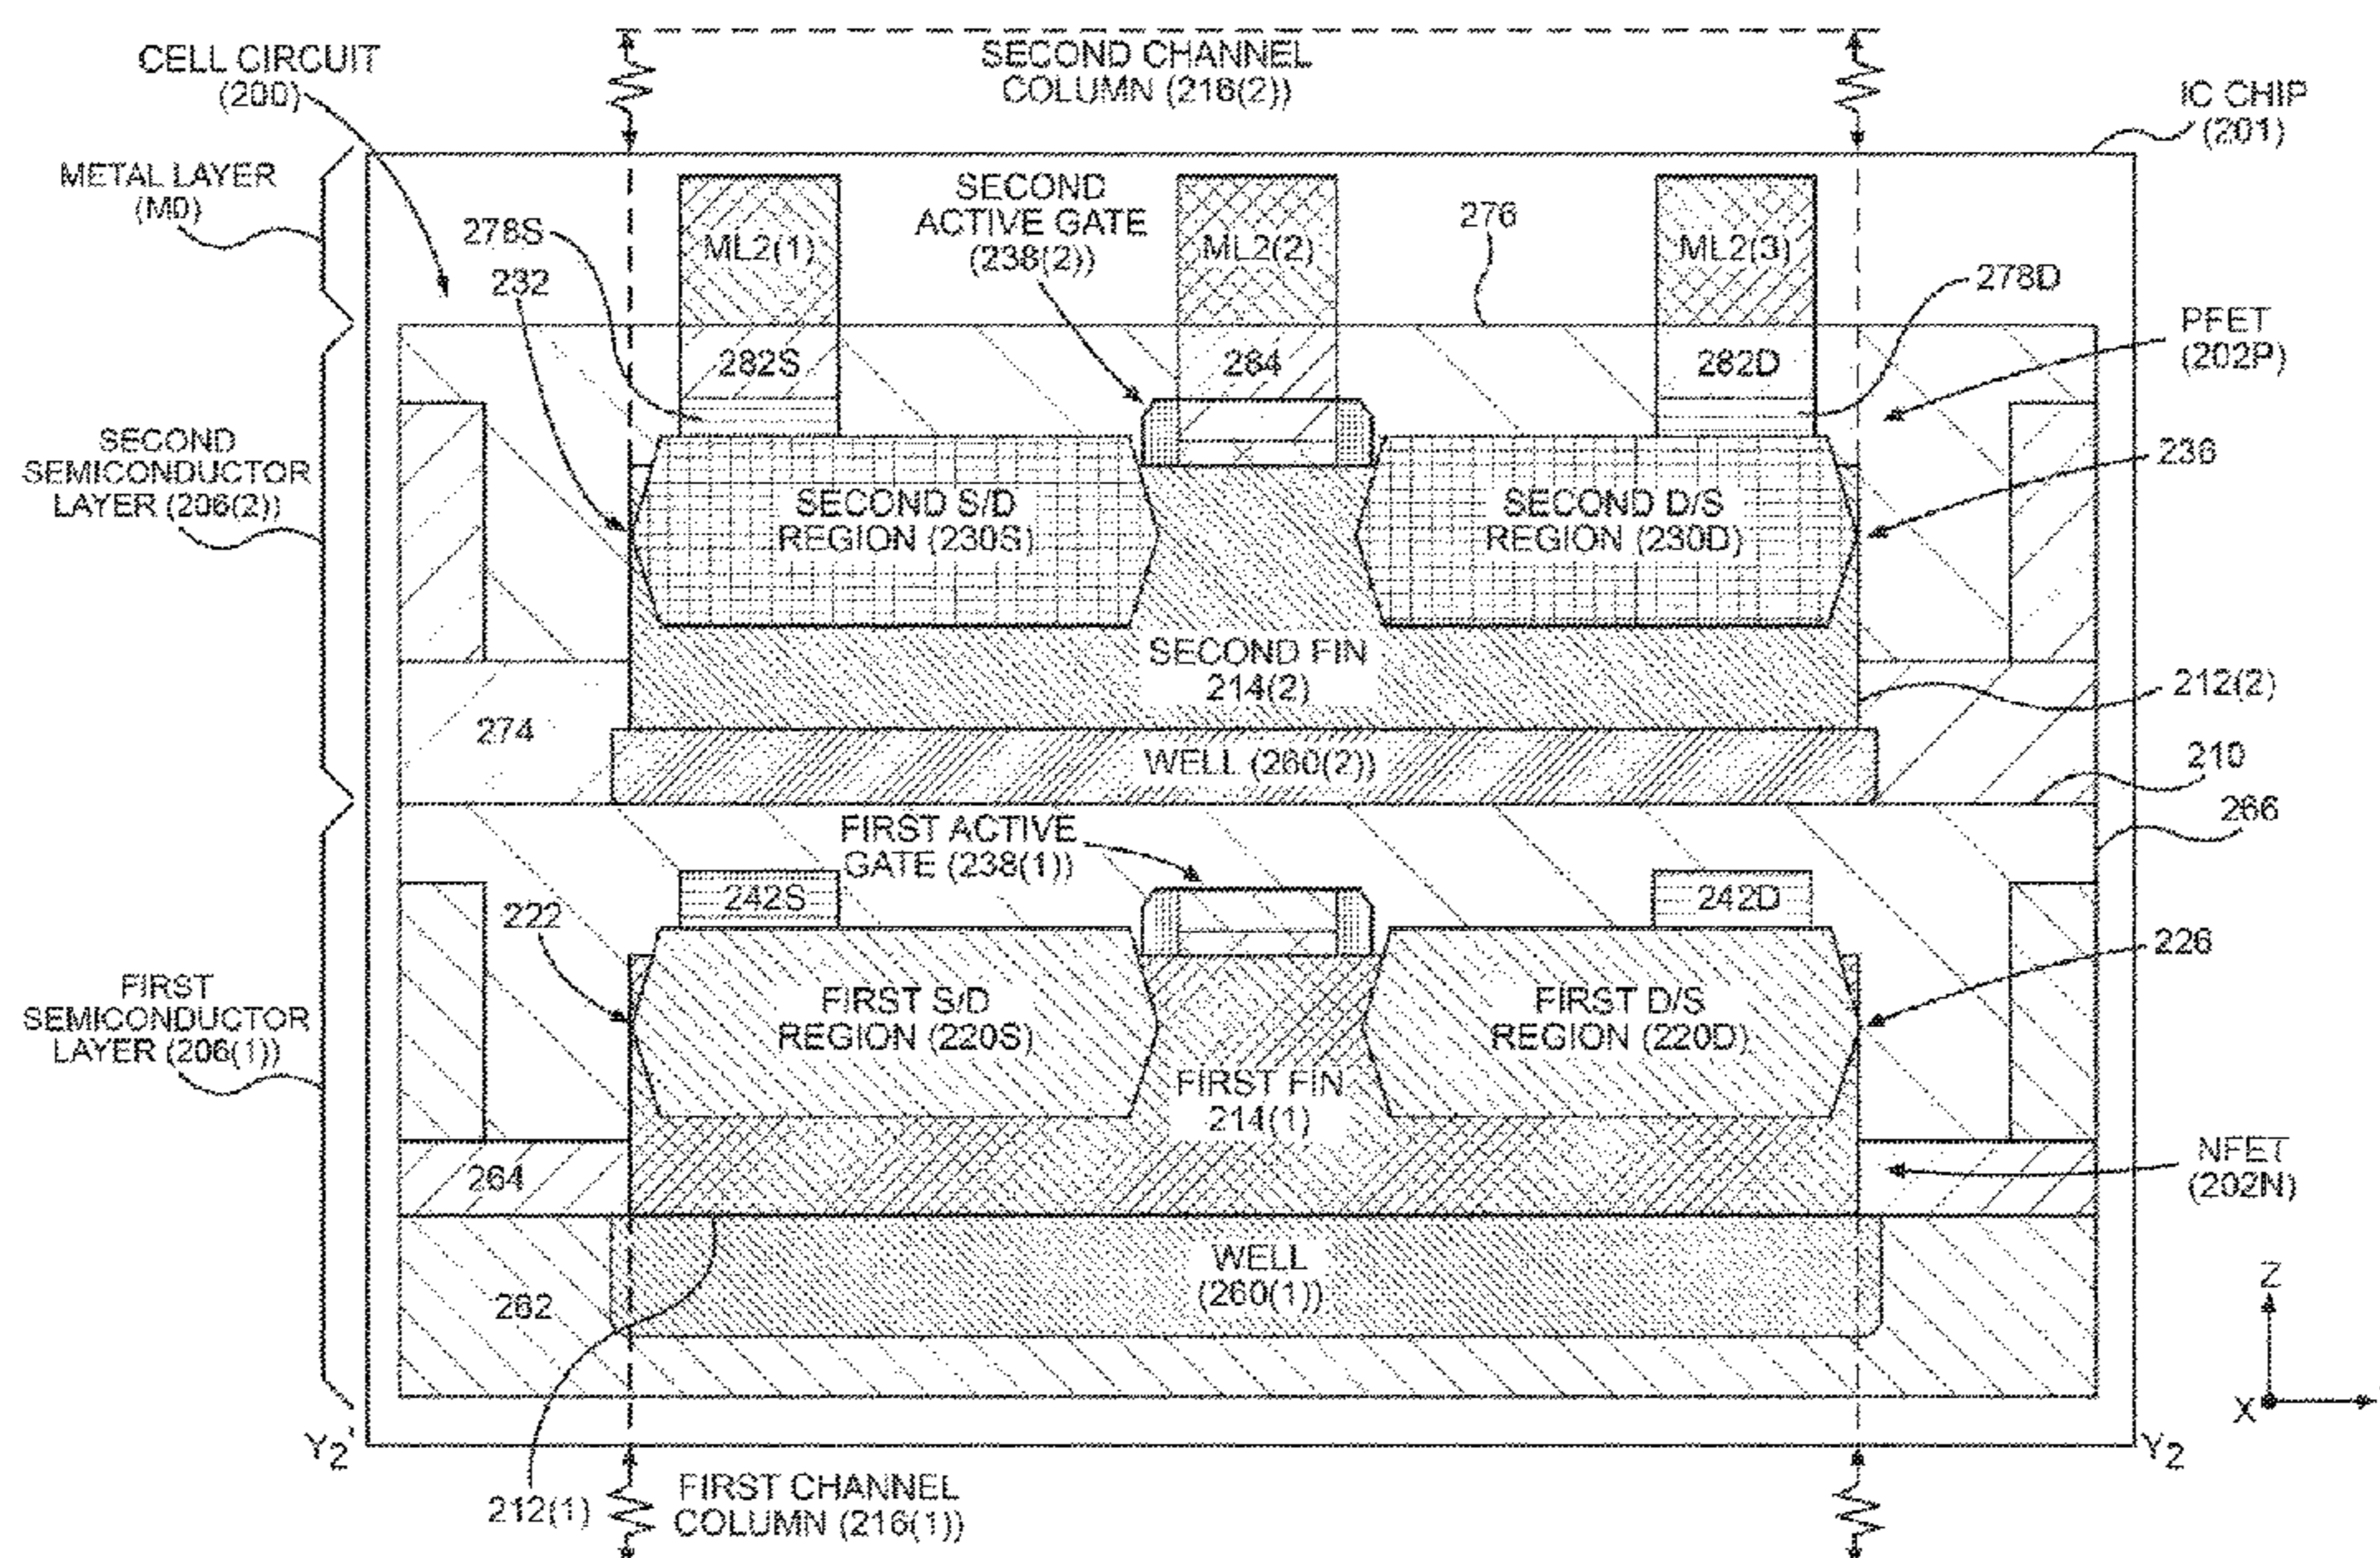 CELL CIRCUIT
(200)
SECOND CHANNEL
COLUMN (216(2))
IC CHIP
(201)
METAL LAYER
(M0)
SECOND
ACTIVE GATE
(238(2))
276
278S
232
ML2(1)
ML2(2)
ML2(3)
278D
PFET
(202P)
282S
284
282D
SECOND
SEMICONDUCTOR
LAYER (206(2))
236
SECOND S/D
REGION (230S)
SECOND D/S
REGION (230D)
SECOND FIN
214(2)
212(2)
274
WELL (260(2))
210
266
FIRST ACTIVE
GATE (238(1))
242S
242D
222
226
FIRST
SEMICONDUCTOR
LAYER (206(1))
FIRST S/D
REGION (220S)
FIRST D/S
REGION (220D)
FIRST FIN
214(1)
264
NFET
(202N)
262
WELL
(260(1))
Z
X
Y2'
Y2
212(1)
FIRST CHANNEL
COLUMN (216(1))